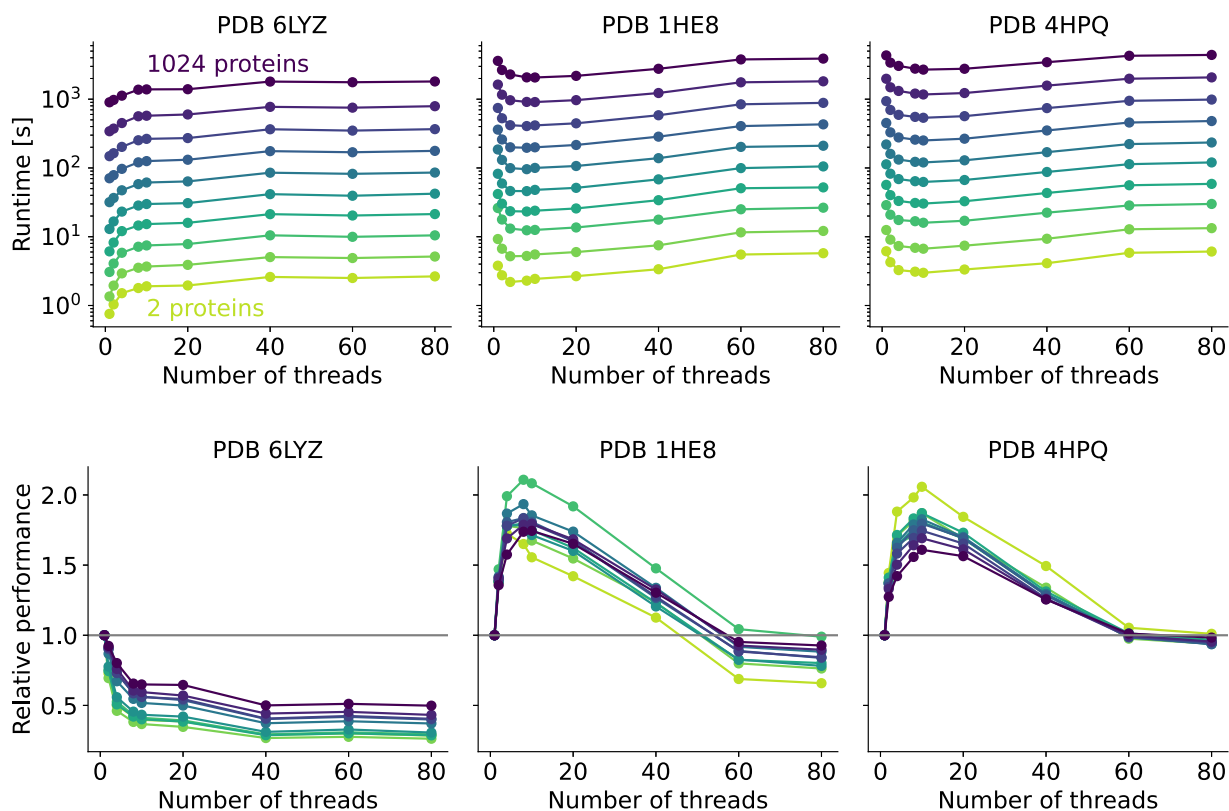 PDB 6LYZ
PDB 1HE8
PDB 4HPQ
Runtime [s]
10³
10²
10¹
10⁰
1024 proteins
2 proteins
0 20 40 60 80
0 20 40 60 80
0 20 40 60 80
Number of threads
Number of threads
Number of threads
PDB 6LYZ
PDB 1HE8
PDB 4HPQ
Relative performance
2.0
1.5
1.0
0.5
0 20 40 60 80
0 20 40 60 80
0 20 40 60 80
Number of threads
Number of threads
Number of threads